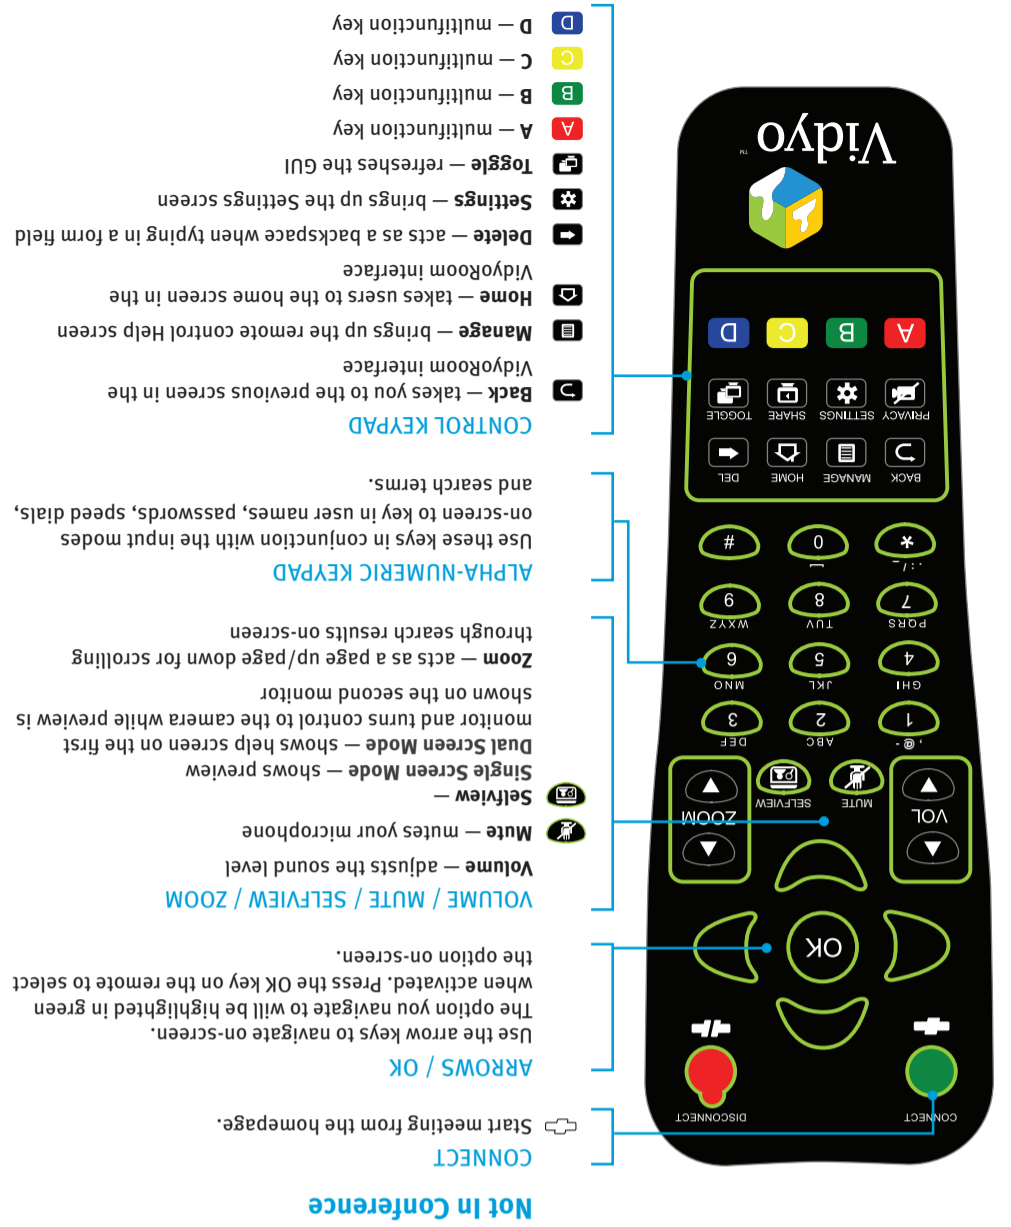 Not In Conference
CONNECT
Start meeting from the homepage.
ARROWS / OK
Use the arrow keys to navigate on-screen.
The option you navigate to will be highlighted in green
when activated. Press the OK key on the remote to select
the option on-screen.
VOLUME / MUTE / SELFVIEW / ZOOM
Volume — adjusts the sound level
Mute — mutes your microphone
Selfview —
Single Screen Mode — shows preview
Dual Screen Mode — shows help screen on the first
monitor and turns control to the camera while preview is
shown on the second monitor
Zoom — acts as a page up/page down for scrolling
through search results on-screen
ALPHA-NUMERIC KEYPAD
Use these keys in conjunction with the input modes
on-screen to key in user names, passwords, speed dials,
and search terms.
CONTROL KEYPAD
Back — takes you to the previous screen in the
VidyoRoom interface
Manage — brings up the remote control Help screen
Home — takes users to the home screen in the
VidyoRoom interface
Delete — acts as a backspace when typing in a form field
Settings — brings up the Settings screen
Toggle — refreshes the GUI
A A — multifunction key
B B — multifunction key
C C — multifunction key
D D — multifunction key
CONNECT DISCONNECT
OK
VOL MUTE SELFVIEW ZOOM
, @ - ABC DEF
1 2 3
GHI JKL MNO
4 5 6
PQRS TUV WXYZ
7 8 9
. : / _ ⎵
* 0 #
BACK MANAGE HOME DEL
PRIVACY SETTINGS SHARE TOGGLE
A B C D
Vidyo™